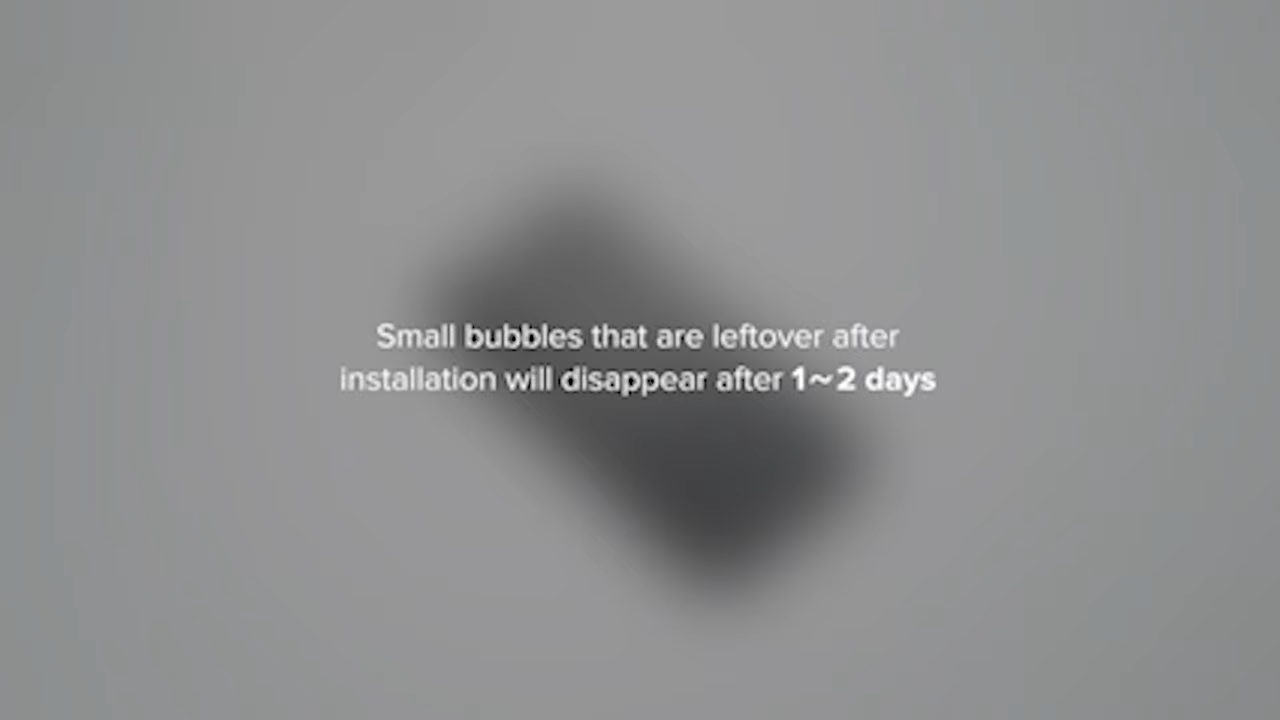 Small bubbles that are leftover after
installation will disappear after 1~2 days